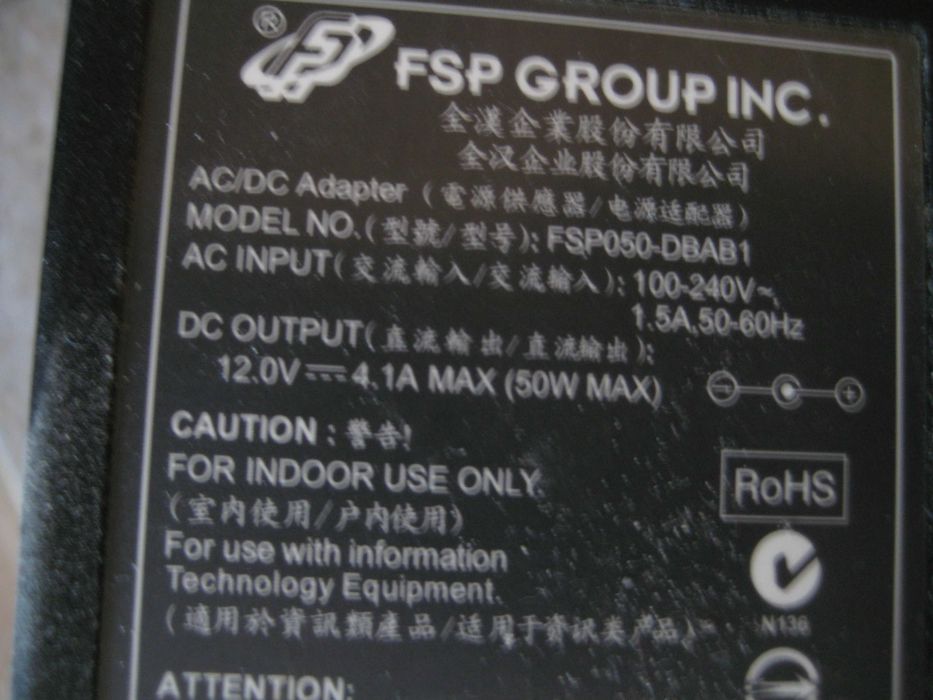 ®
FSP GROUP INC.
全漢企業股份有限公司
全汉企业股份有限公司
AC/DC Adapter (電源供應器/电源适配器)
MODEL NO.(型號/型号): FSP050-DBAB1
AC INPUT(交流輸入/交流输入): 100-240V~,
1.5A,50-60Hz
DC OUTPUT(直流輸出/直流输出):
12.0V⎓4.1A MAX (50W MAX)
CAUTION : 警告!
FOR INDOOR USE ONLY.
(室内使用/户内使用)
RoHS
For use with information
Technology Equipment.
(適用於資訊類產品/适用于资讯类产品)
N136
ATTENTION: